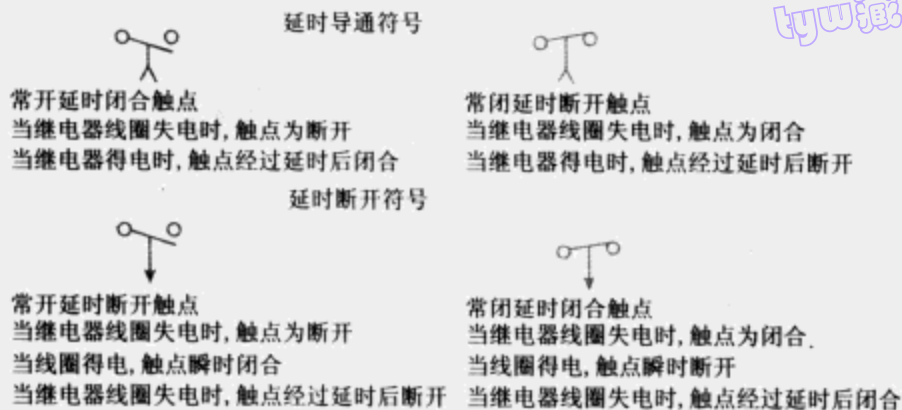 延时导通符号
常开延时闭合触点
当继电器线圈失电时,触点为断开
当继电器得电时,触点经过延时后闭合
常闭延时断开触点
当继电器线圈失电时,触点为闭合
当继电器得电时,触点经过延时后断开
延时断开符号
常开延时断开触点
当继电器线圈失电时,触点为断开
当线圈得电,触点瞬时闭合
当继电器线圈失电时,触点经过延时后断开
常闭延时闭合触点
当继电器线圈失电时,触点为闭合.
当线圈得电,触点瞬时断开
当继电器线圈失电时,触点经过延时后闭合